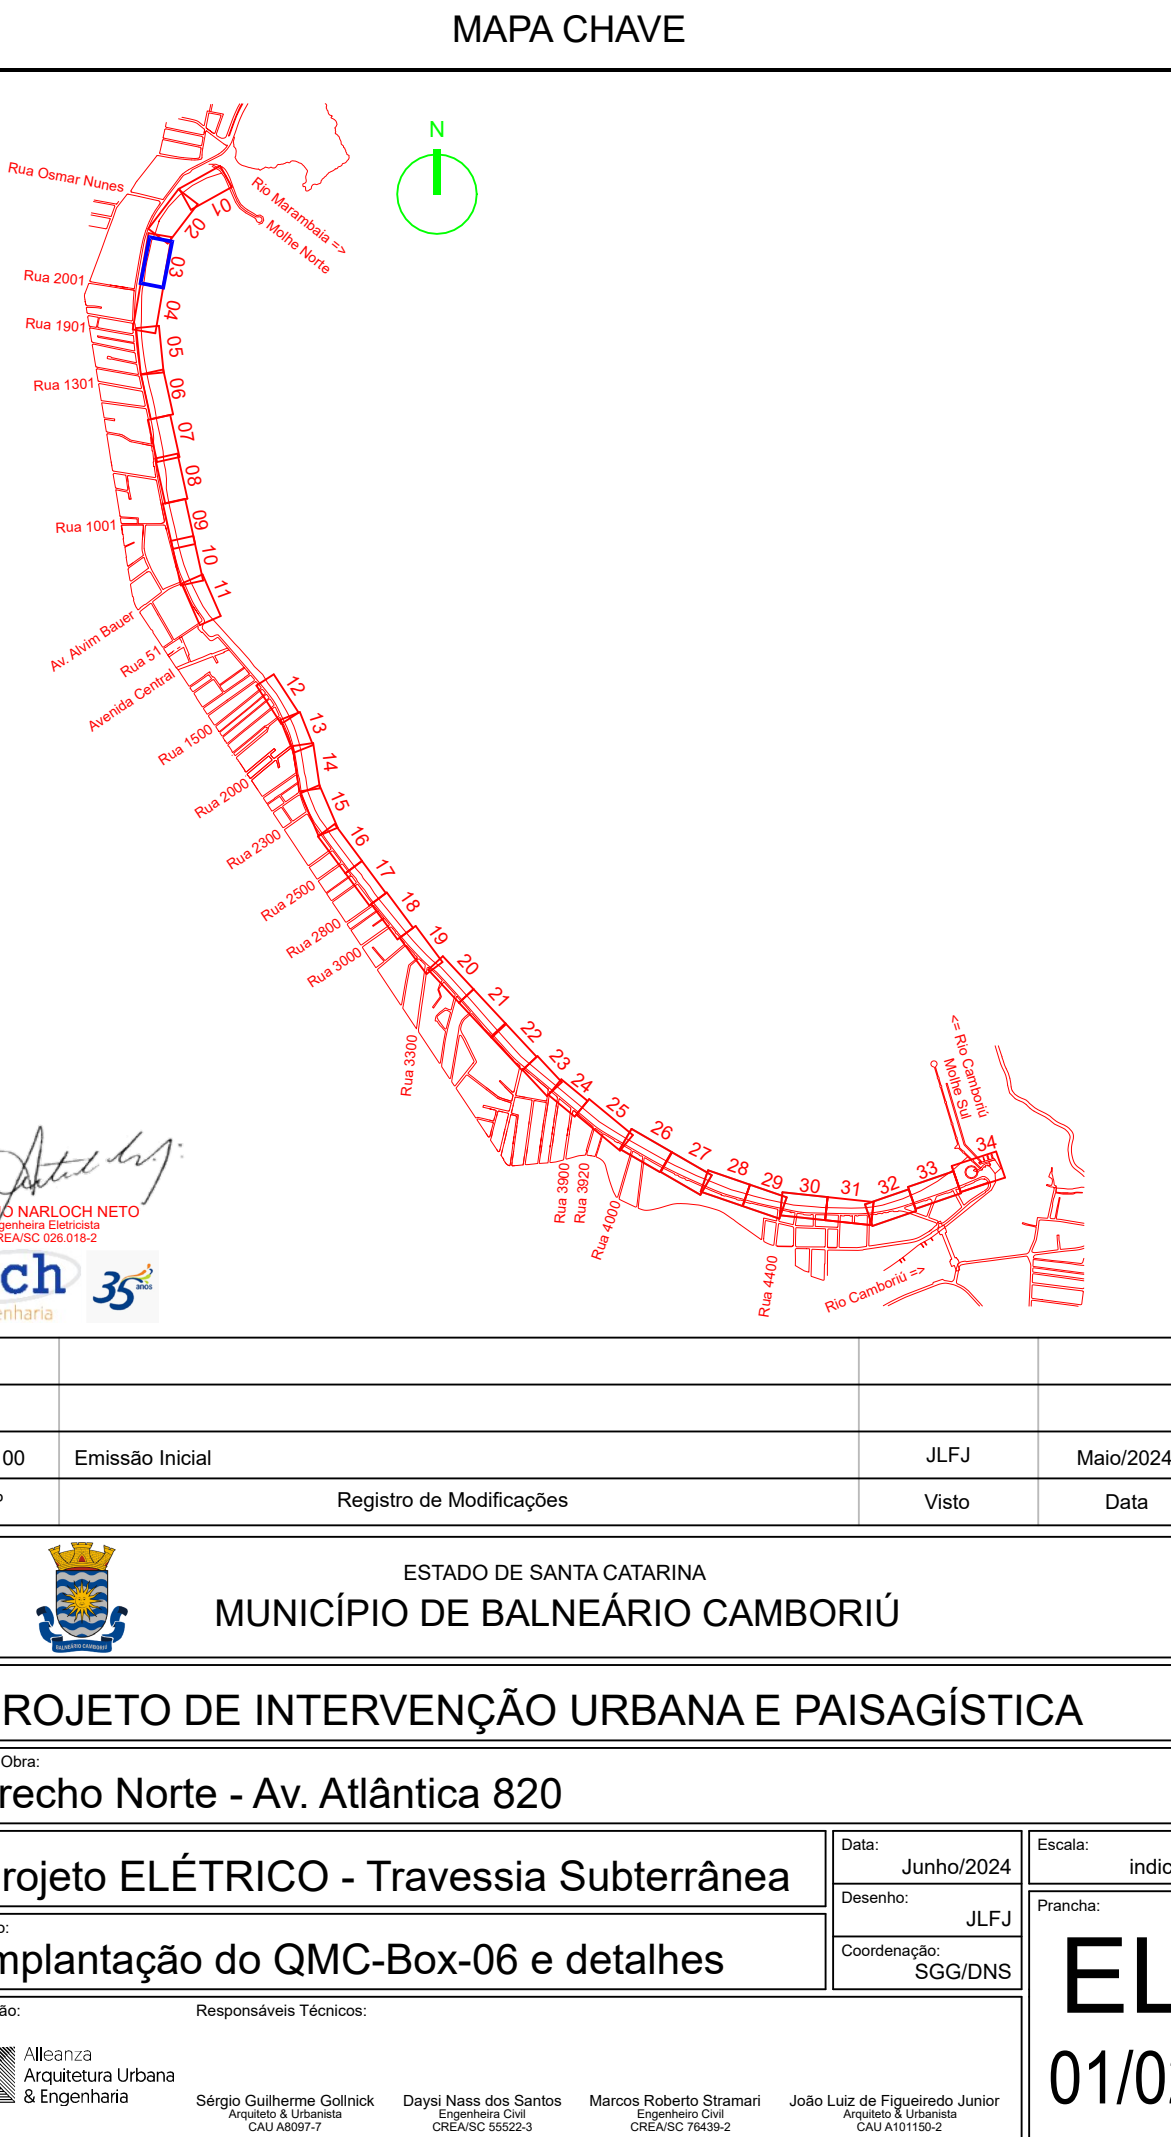 MAPA CHAVE
N
Rua Osmar Nunes
Rio Marambaia =>
Molhe Norte
01
02
03
Rua 2001
04
Rua 1901
05
Rua 1301
06
07
08
09
Rua 1001
10
11
Av. Alvim Bauer
Rua 51
Avenida Central
12
13
Rua 1500
14
Rua 2000
15
16
Rua 2300
17
Rua 2500
18
Rua 2800
19
Rua 3000
20
21
22
Rua 3300
23
24
25
26
27
28
29
30
31
32
33
34
<= Rio Camboriú
Molhe Sul
Rua 3900
Rua 3920
Rua 4000
Rua 4400
Rio Camboriú =>
O NARLOCH NETO
genheira Eletricista
REA/SC 026.018-2
ch
enharia
35 anos
00 Emissão Inicial JLFJ Maio/2024
Registro de Modificações Visto Data
BALNEÁRIO CAMBORIÚ
ESTADO DE SANTA CATARINA
MUNICÍPIO DE BALNEÁRIO CAMBORIÚ
ROJETO DE INTERVENÇÃO URBANA E PAISAGÍSTICA
Obra:
recho Norte - Av. Atlântica 820
rojeto ELÉTRICO - Travessia Subterrânea
Data:
Junho/2024
Escala:
indic
Desenho:
JLFJ
Prancha:
EL
01/02
o:
mplantação do QMC-Box-06 e detalhes
Coordenação:
SGG/DNS
ão:
Responsáveis Técnicos:
Alleanza
Arquitetura Urbana
& Engenharia
Sérgio Guilherme Gollnick
Arquiteto & Urbanista
CAU A8097-7
Daysi Nass dos Santos
Engenheira Civil
CREA/SC 55522-3
Marcos Roberto Stramari
Engenheiro Civil
CREA/SC 76439-2
João Luiz de Figueiredo Junior
Arquiteto & Urbanista
CAU A101150-2